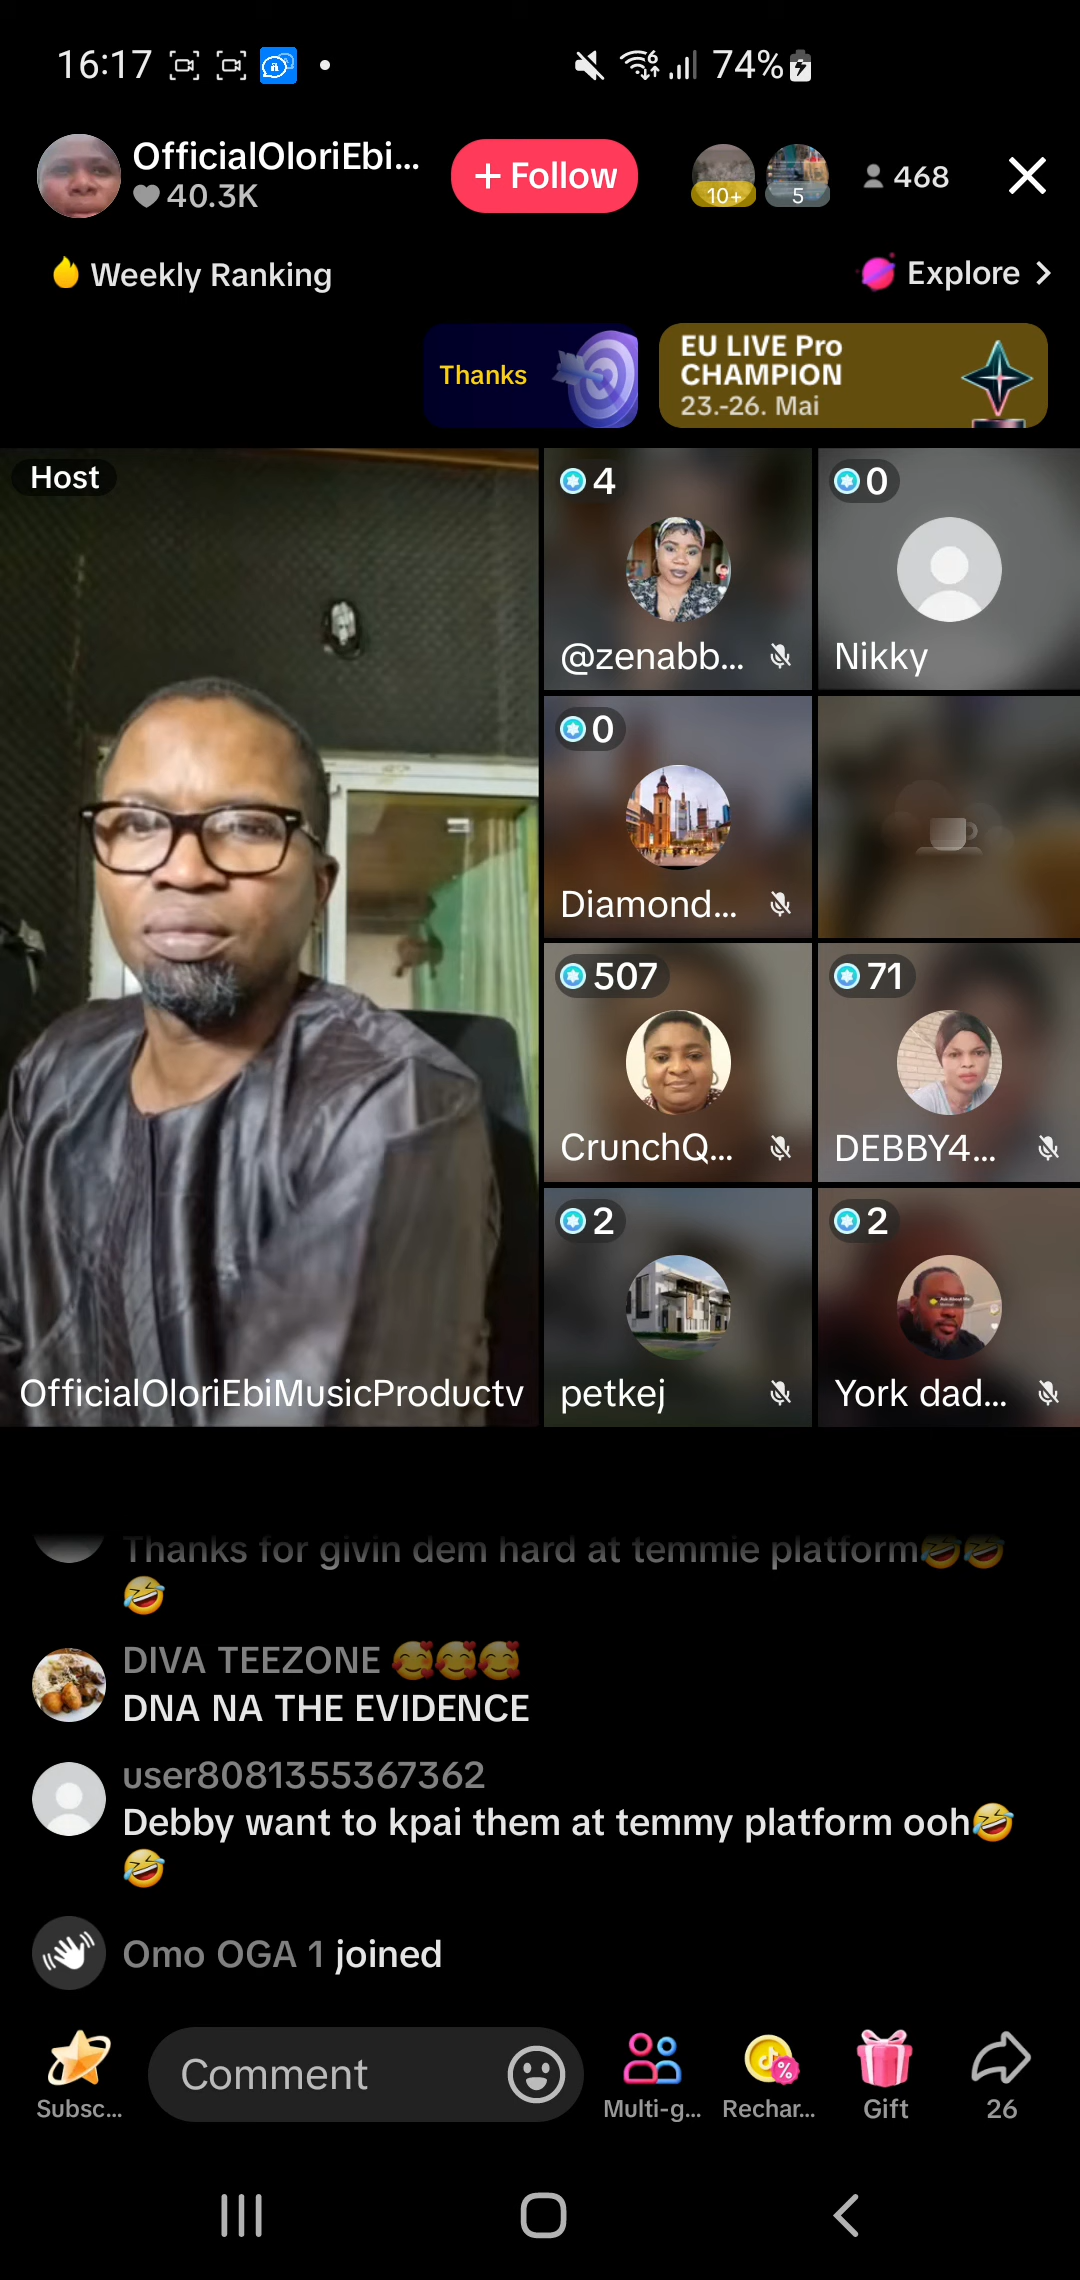 16:17
74%
OfficialOloriEbi...
40.3K
+ Follow
10+
5
468
Weekly Ranking
Explore
Thanks
EU LIVE Pro
CHAMPION
23.-26. Mai
Host
4
@zenabb...
0
Nikky
0
Diamond...
507
CrunchQ...
71
DEBBY4...
2
petkej
2
York dad...
OfficialOloriEbiMusicProductv
Thanks for givin dem hard at temmie platform🤣🤣
🤣
DIVA TEEZONE 🥰🥰🥰
DNA NA THE EVIDENCE
user8081355367362
Debby want to kpai them at temmy platform ooh🤣
🤣
Omo OGA 1 joined
Subsc...
Comment
Multi-g...
Rechar...
Gift
26